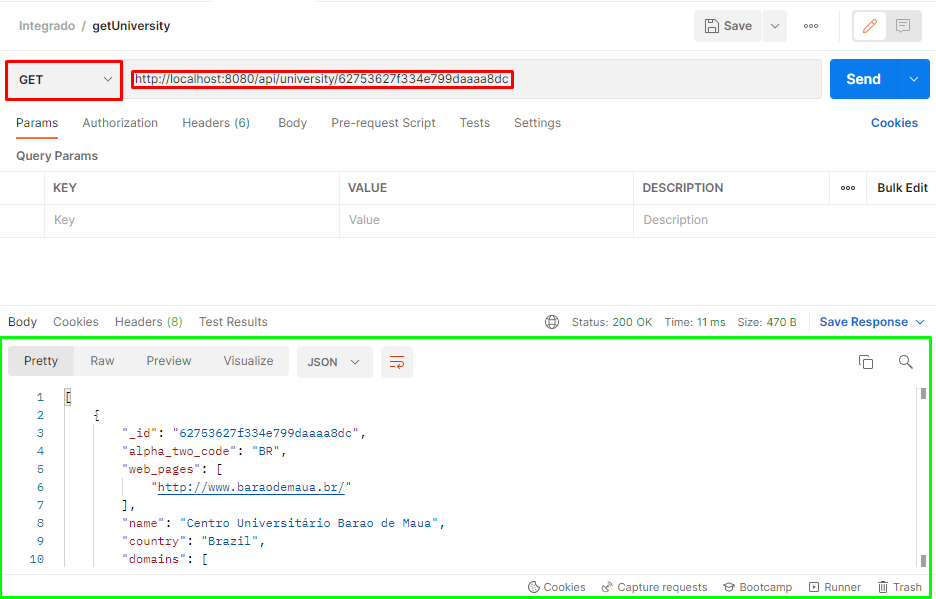 Integrado / getUniversity
Save
GET
http://localhost:8080/api/university/62753627f334e799daaaa8dc
Send
Params Authorization Headers (6) Body Pre-request Script Tests Settings Cookies
Query Params
KEY VALUE DESCRIPTION Bulk Edit
Key Value Description
Body Cookies Headers (8) Test Results Status: 200 OK Time: 11 ms Size: 470 B Save Response
Pretty Raw Preview Visualize JSON
1 [
2 {
3 "_id": "62753627f334e799daaaa8dc",
4 "alpha_two_code": "BR",
5 "web_pages": [
6 "http://www.baraodemaua.br/"
7 ],
8 "name": "Centro Universitário Barao de Maua",
9 "country": "Brazil",
10 "domains": [
Cookies Capture requests Bootcamp Runner Trash